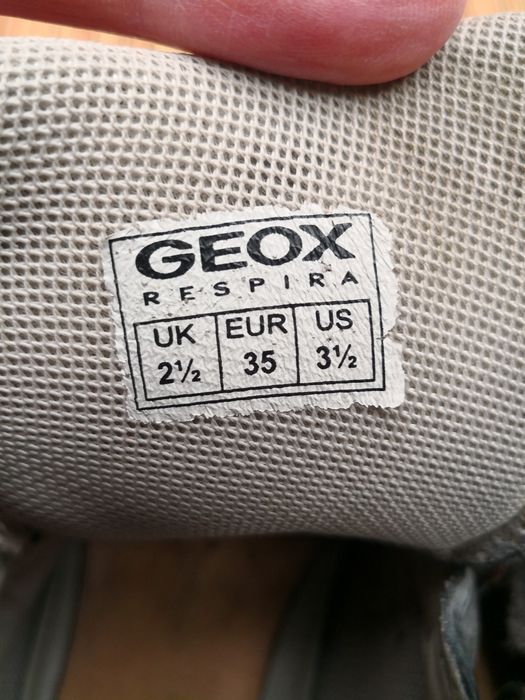 GEOX
RESPIRA
UK EUR US
2½ 35 3½